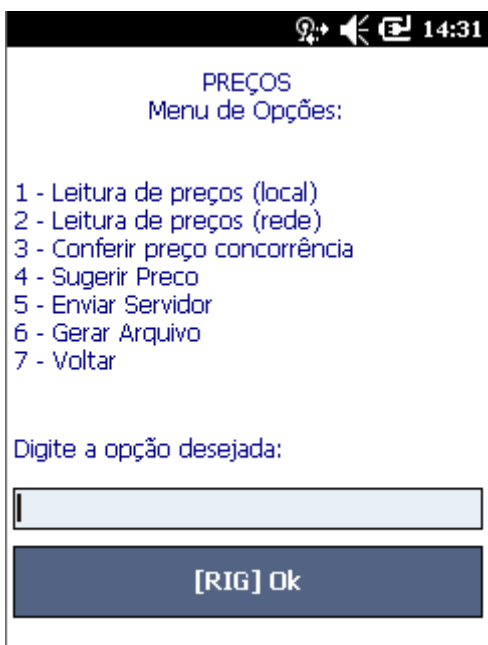 14:31
PREÇOS
Menu de Opções:
1 - Leitura de preços (local)
2 - Leitura de preços (rede)
3 - Conferir preço concorrência
4 - Sugerir Preco
5 - Enviar Servidor
6 - Gerar Arquivo
7 - Voltar
Digite a opção desejada:
[RIG] Ok